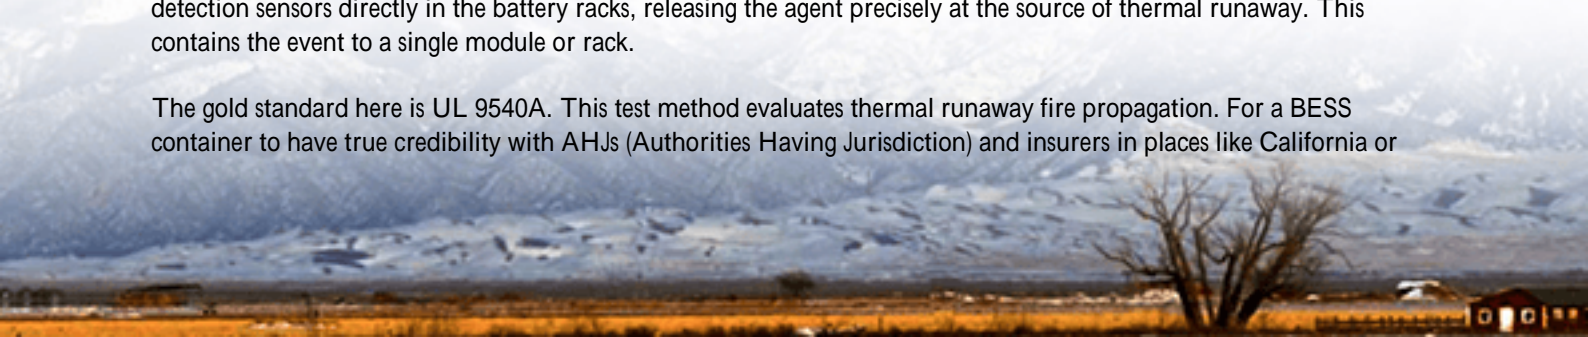 detection sensors directly in the battery racks, releasing the agent precisely at the source of thermal runaway. This
contains the event to a single module or rack.
The gold standard here is UL 9540A. This test method evaluates thermal runaway fire propagation. For a BESS
container to have true credibility with AHJs (Authorities Having Jurisdiction) and insurers in places like California or